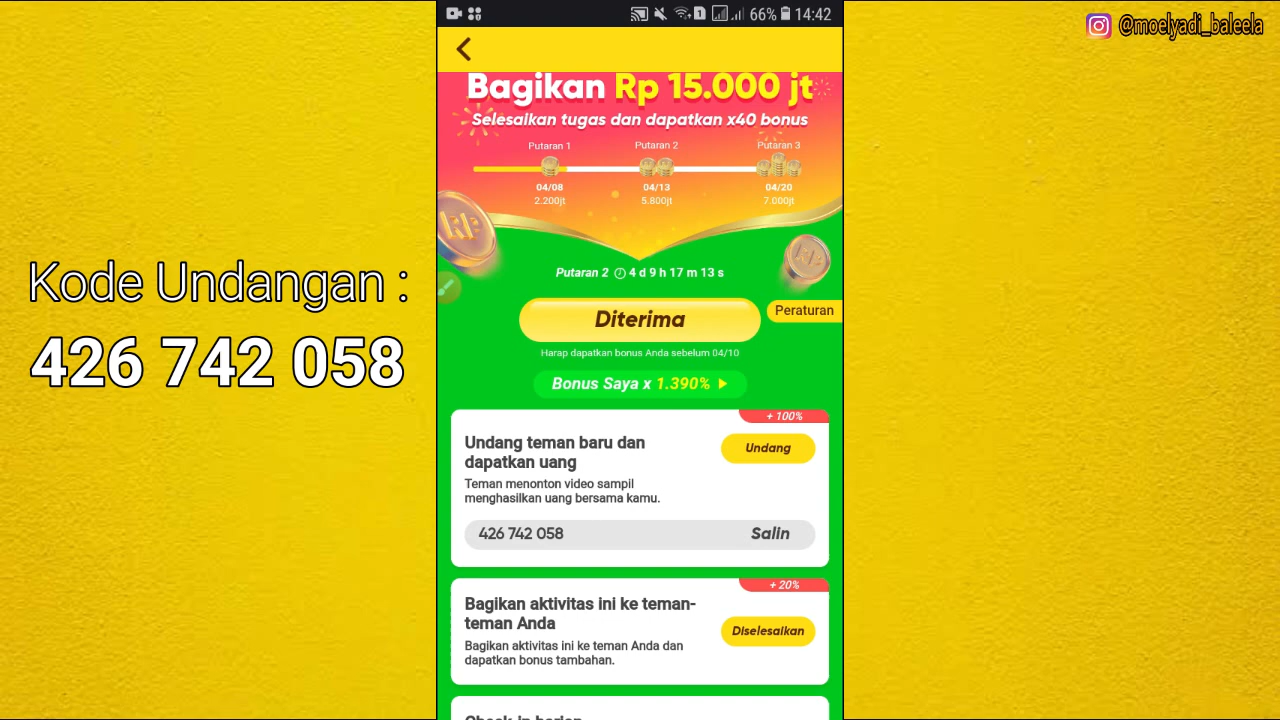 66% 14:42
@moelyadi_baleela
Bagikan Rp 15.000 jt
Selesaikan tugas dan dapatkan x40 bonus
Putaran 1 Putaran 2 Putaran 3
04/08 04/13 04/20
2.200jt 5.800jt 7.000jt
Putaran 2 4 d 9 h 17 m 13 s
Kode Undangan :
426 742 058
Diterima
Peraturan
Harap dapatkan bonus Anda sebelum 04/10
Bonus Saya x 1.390%
+ 100%
Undang teman baru dan
dapatkan uang
Undang
Teman menonton video sampil
menghasilkan uang bersama kamu.
426 742 058 Salin
+ 20%
Bagikan aktivitas ini ke teman-
teman Anda
Diselesaikan
Bagikan aktivitas ini ke teman Anda dan
dapatkan bonus tambahan.